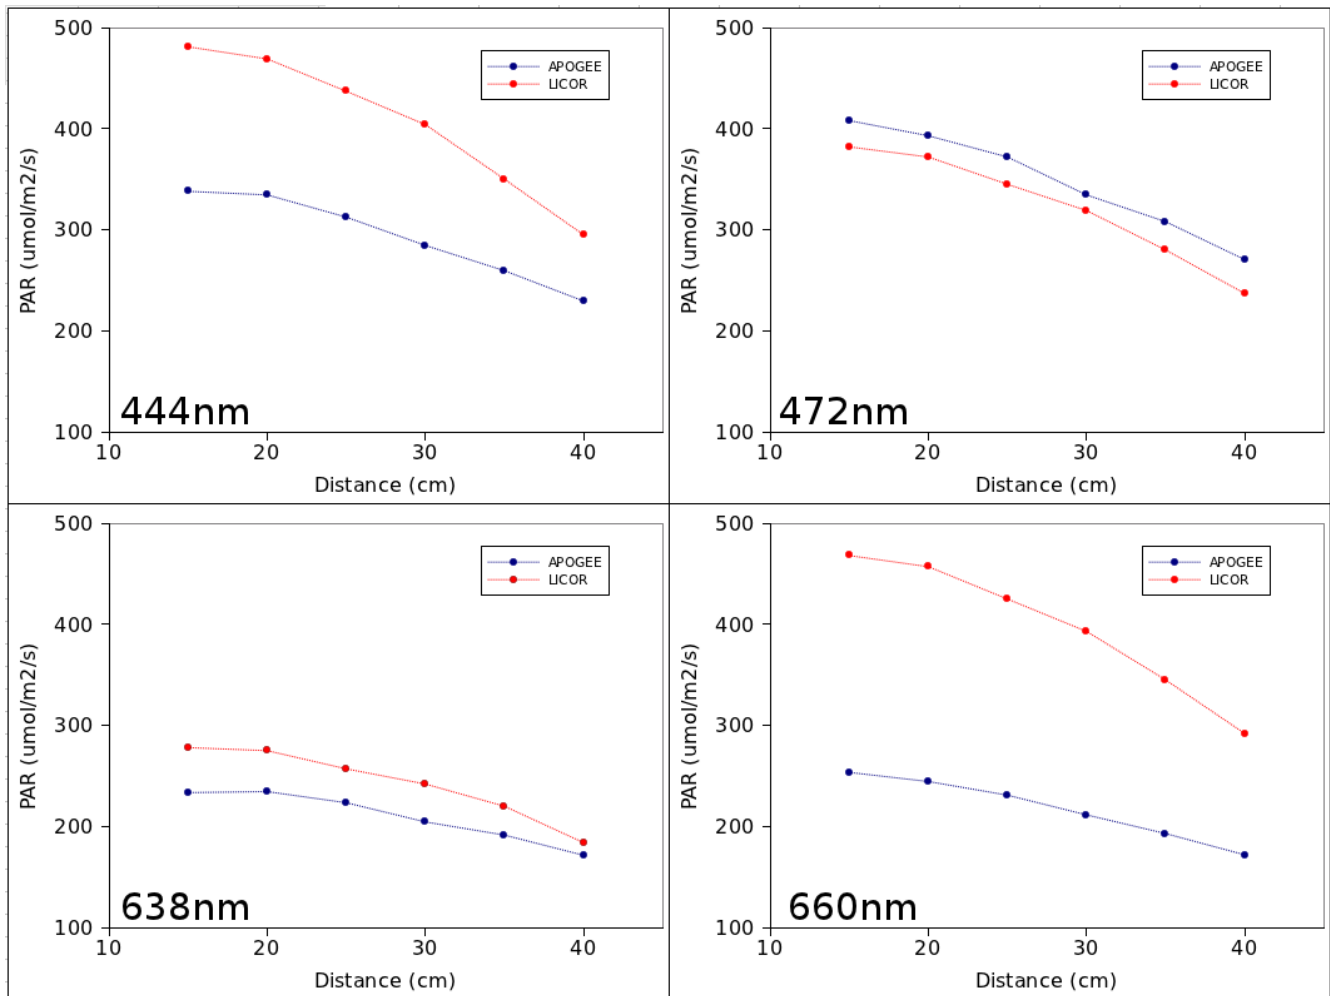 500
400
300
200
100
PAR (umol/m2/s)
APOGEE
LICOR
444nm
10 20 30 40
Distance (cm)
500
400
300
200
100
PAR (umol/m2/s)
APOGEE
LICOR
472nm
10 20 30 40
Distance (cm)
500
400
300
200
100
PAR (umol/m2/s)
APOGEE
LICOR
638nm
10 20 30 40
Distance (cm)
500
400
300
200
100
PAR (umol/m2/s)
APOGEE
LICOR
660nm
10 20 30 40
Distance (cm)